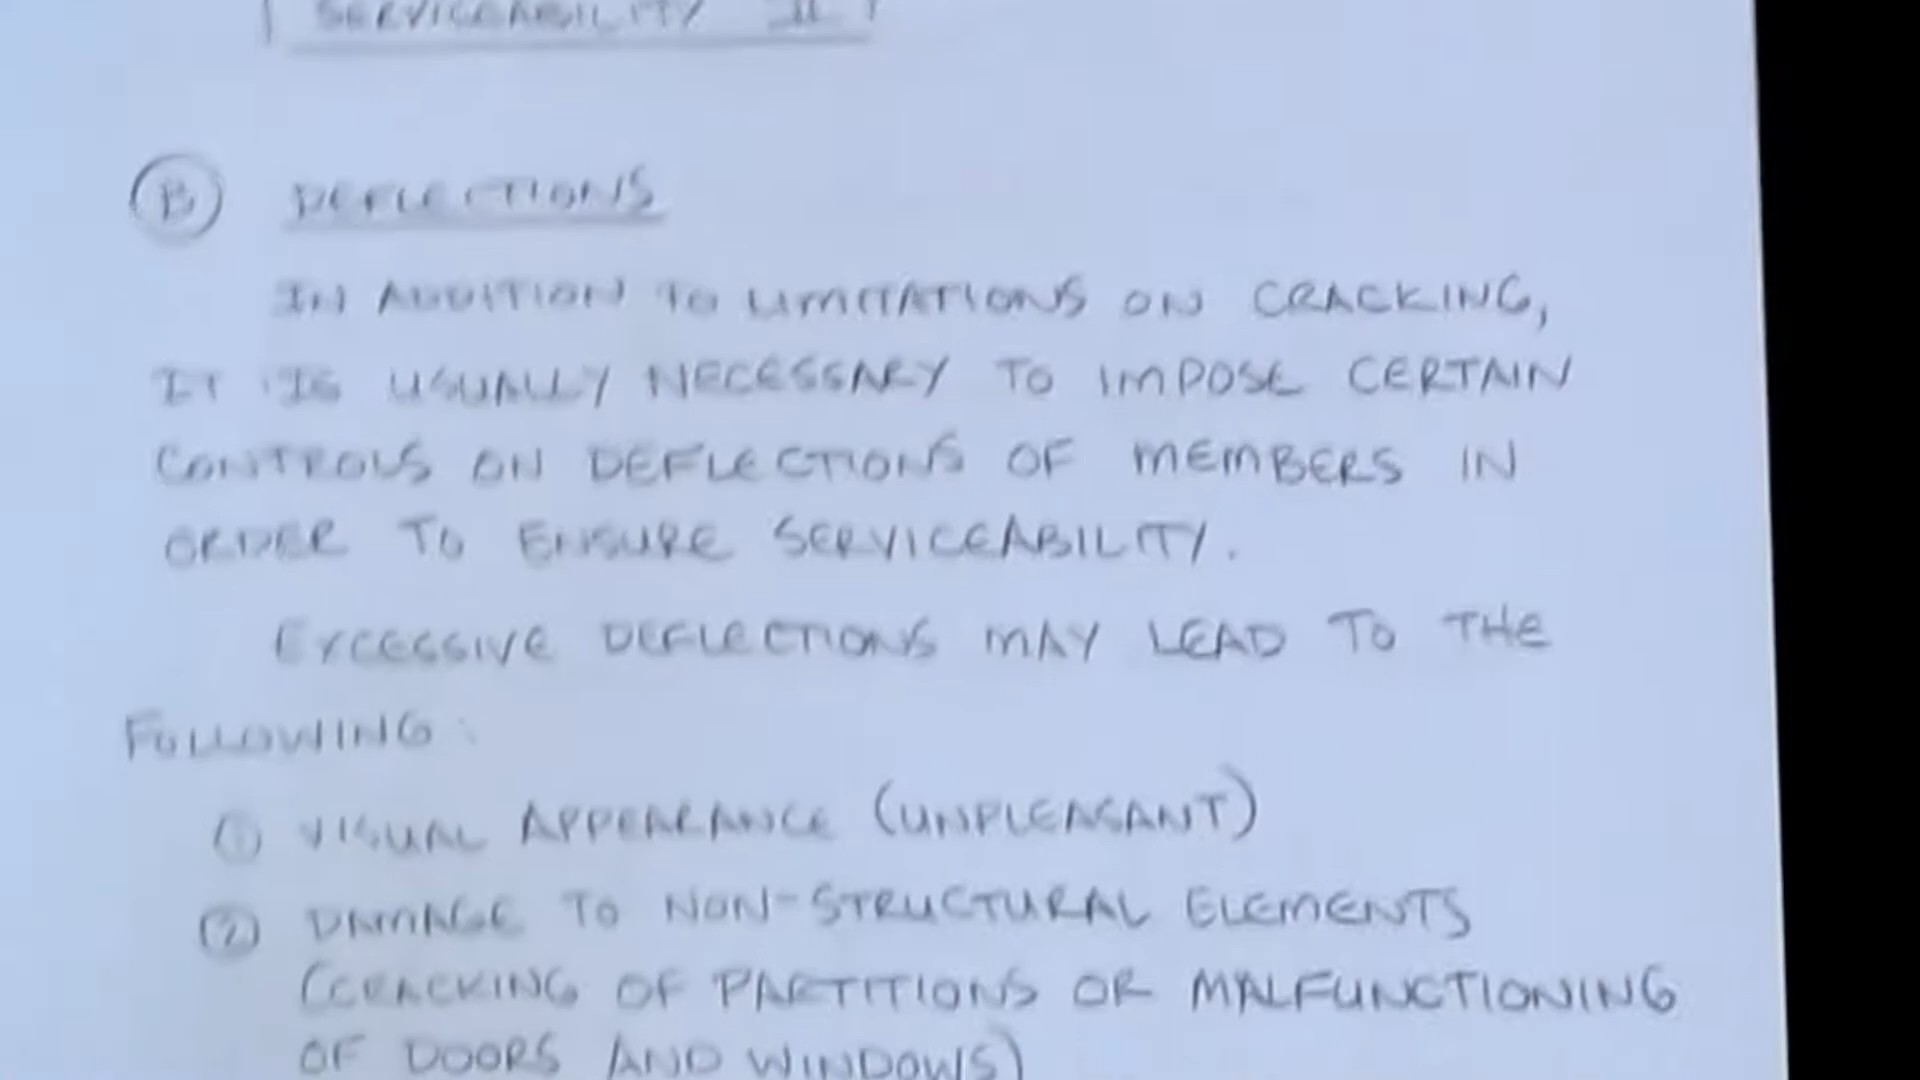 SERVICEABILITY II
B DEFLECTIONS
IN ADDITION TO LIMITATIONS ON CRACKING,
IT IS USUALLY NECESSARY TO IMPOSE CERTAIN
CONTROLS ON DEFLECTIONS OF MEMBERS IN
ORDER TO ENSURE SERVICEABILITY.
EXCESSIVE DEFLECTIONS MAY LEAD TO THE
FOLLOWING:
① VISUAL APPEARANCE (UNPLEASANT)
② DAMAGE TO NON-STRUCTURAL ELEMENTS
(CRACKING OF PARTITIONS OR MALFUNCTIONING
OF DOORS AND WINDOWS)